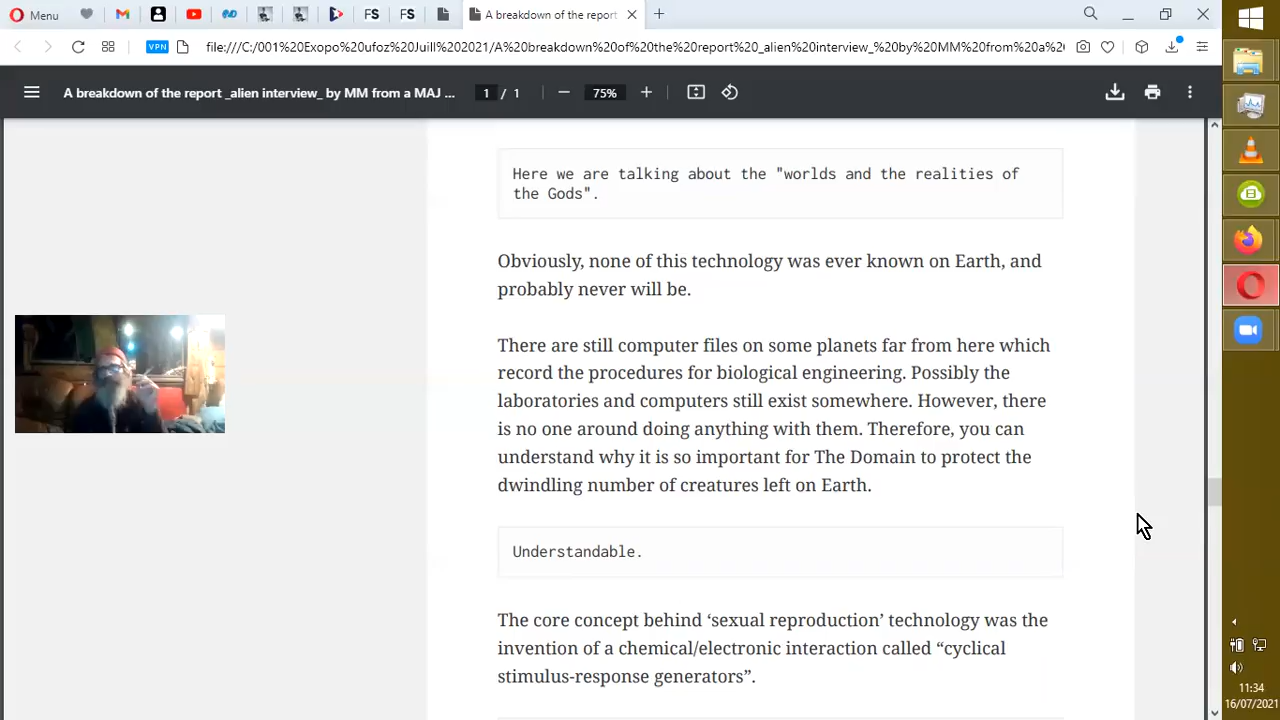 Menu
FS
FS
A breakdown of the report
VPN
file:///C:/001%20Exopo%20ufoz%20Juill%202021/A%20breakdown%20of%20the%20report%20_alien%20interview_%20by%20MM%20from%20a%2(
A breakdown of the report _alien interview_ by MM from a MAJ ...
1 / 1
75%
Here we are talking about the "worlds and the realities of
the Gods".
Obviously, none of this technology was ever known on Earth, and
probably never will be.
There are still computer files on some planets far from here which
record the procedures for biological engineering. Possibly the
laboratories and computers still exist somewhere. However, there
is no one around doing anything with them. Therefore, you can
understand why it is so important for The Domain to protect the
dwindling number of creatures left on Earth.
Understandable.
The core concept behind ‘sexual reproduction’ technology was the
invention of a chemical/electronic interaction called “cyclical
stimulus-response generators”.
11:34
16/07/2021